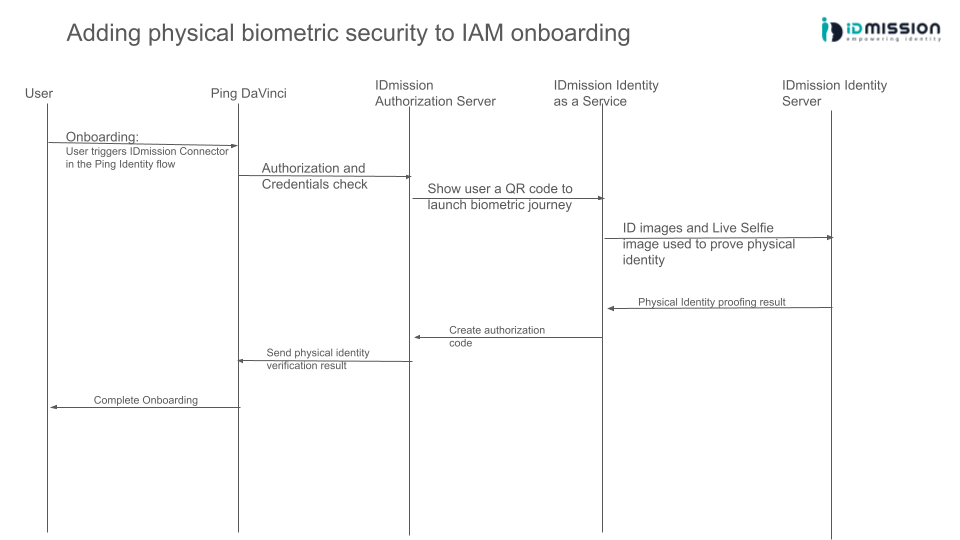 Adding physical biometric security to IAM onboarding
iDmission
empowering identity
User
Ping DaVinci
IDmission
Authorization Server
IDmission Identity
as a Service
IDmission Identity
Server
Onboarding:
User triggers IDmission Connector
in the Ping Identity flow
Authorization and
Credentials check
Show user a QR code to
launch biometric journey
ID images and Live Selfie
image used to prove physical
identity
Physical Identity proofing result
Create authorization
code
Send physical identity
verification result
Complete Onboarding